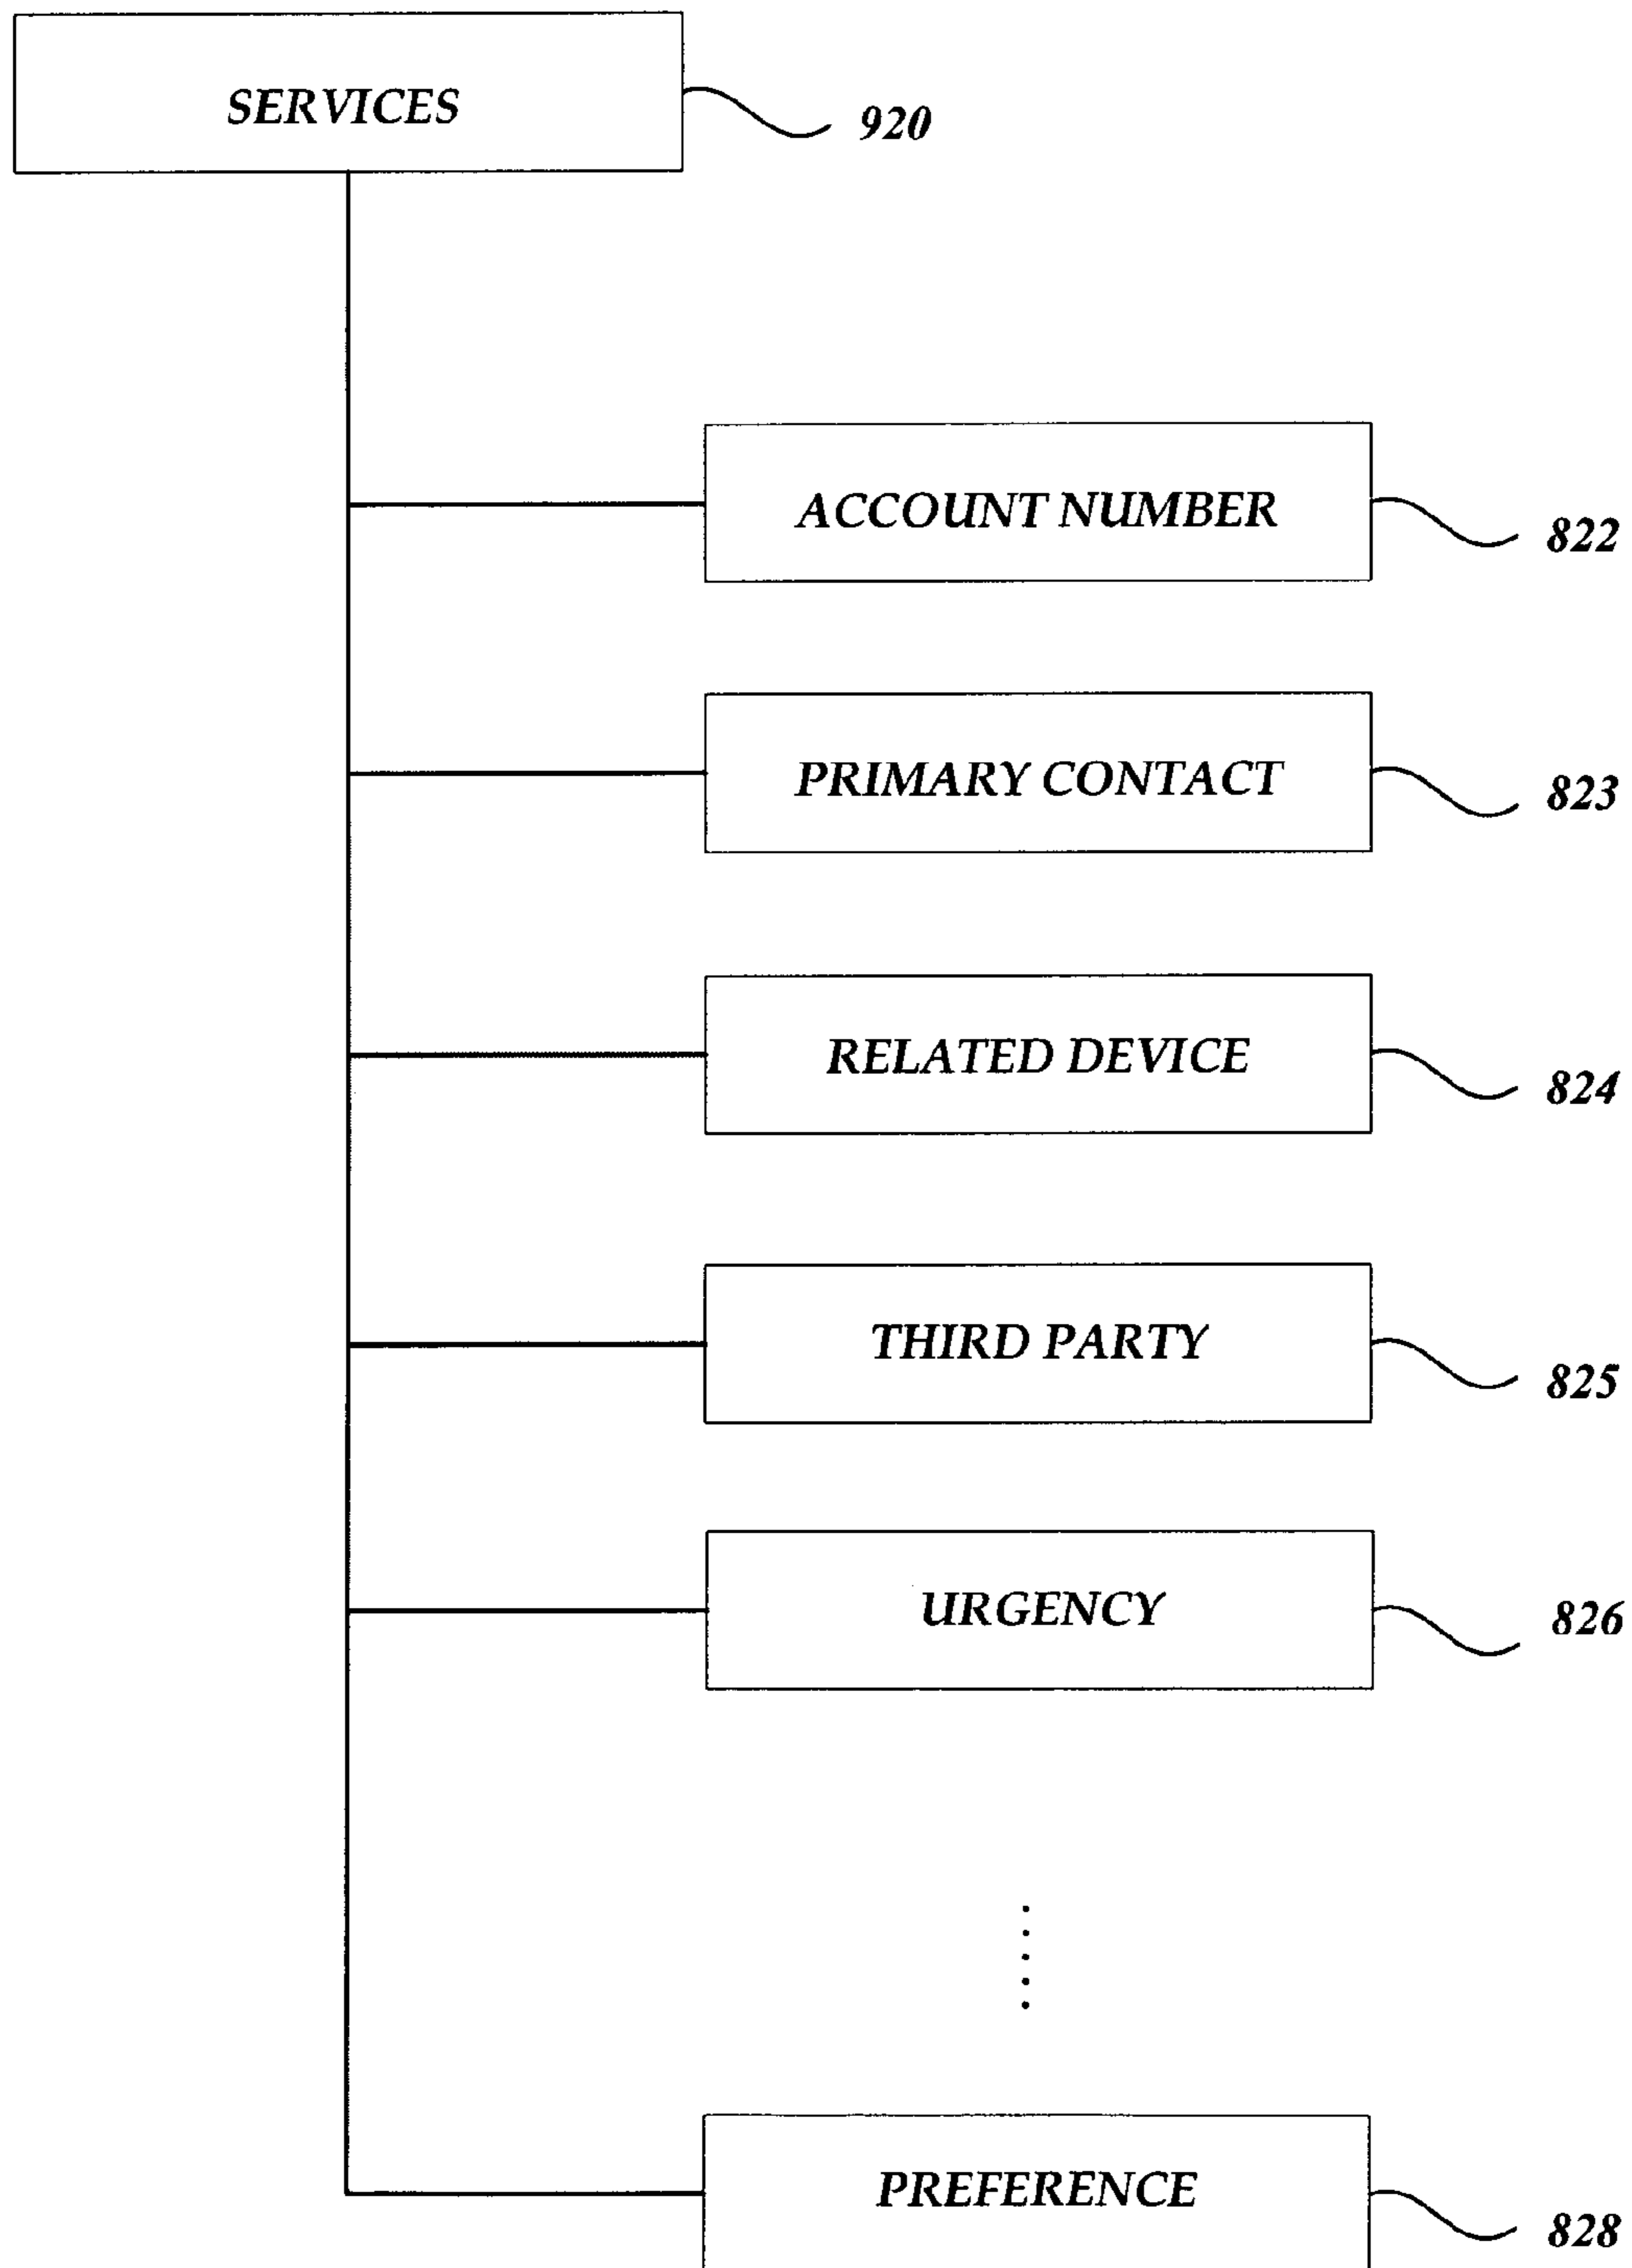 SERVICES 920
ACCOUNT NUMBER 822
PRIMARY CONTACT 823
RELATED DEVICE 824
THIRD PARTY 825
URGENCY 826
PREFERENCE 828